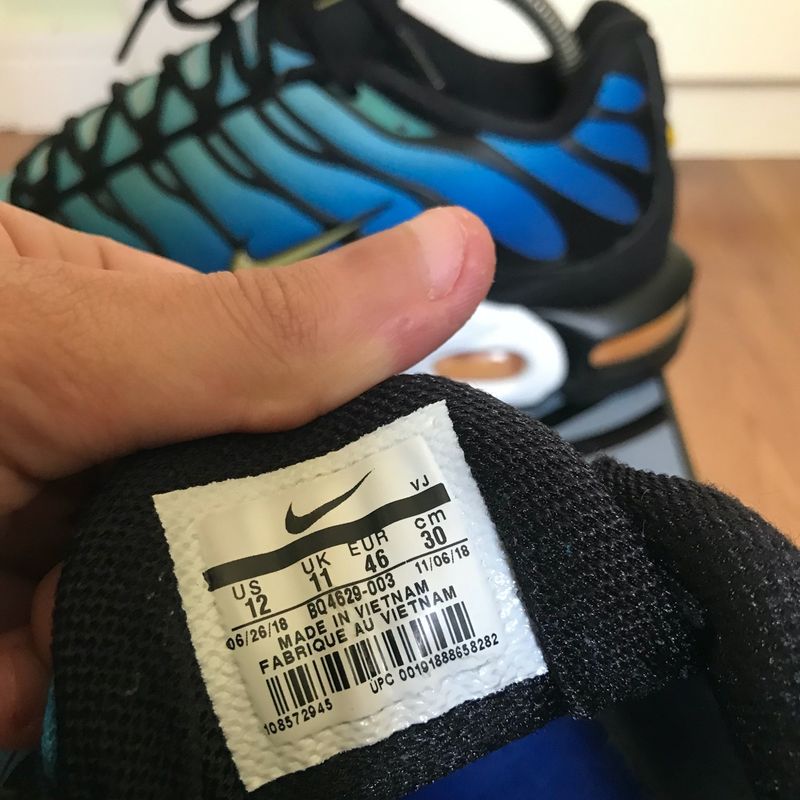 VJ
US UK EUR cm
12 11 46 30
06/26/18 BQ4629-003 11/06/18
MADE IN VIETNAM
FABRIQUE AU VIETNAM
108572945 UPC 00191888658282